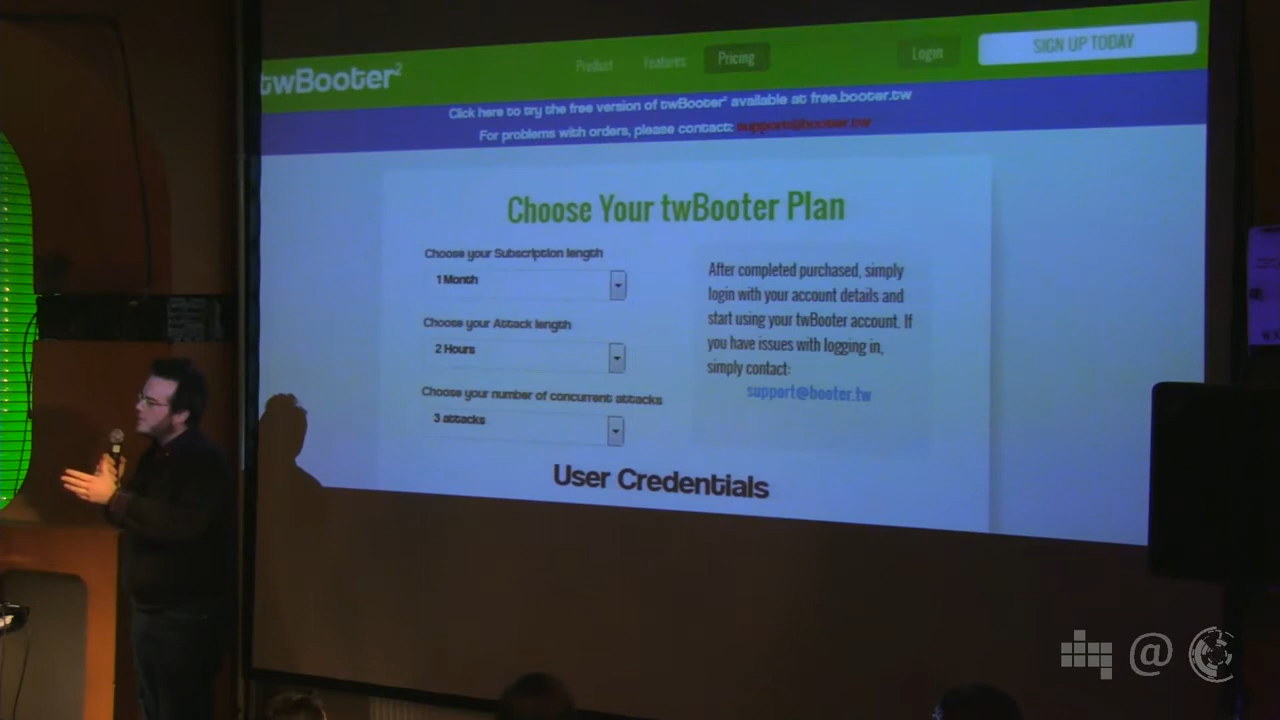 twBooter²
Product Features Pricing Login SIGN UP TODAY
Click here to try the free version of twBooter² available at free.booter.tw
For problems with orders, please contact: support@booter.tw
Choose Your twBooter Plan
Choose your Subscription length
1 Month
Choose your Attack length
2 Hours
Choose your number of concurrent attacks
3 attacks
After completed purchased, simply
login with your account details and
start using your twBooter account. If
you have issues with logging in,
simply contact:
support@booter.tw
User Credentials
@